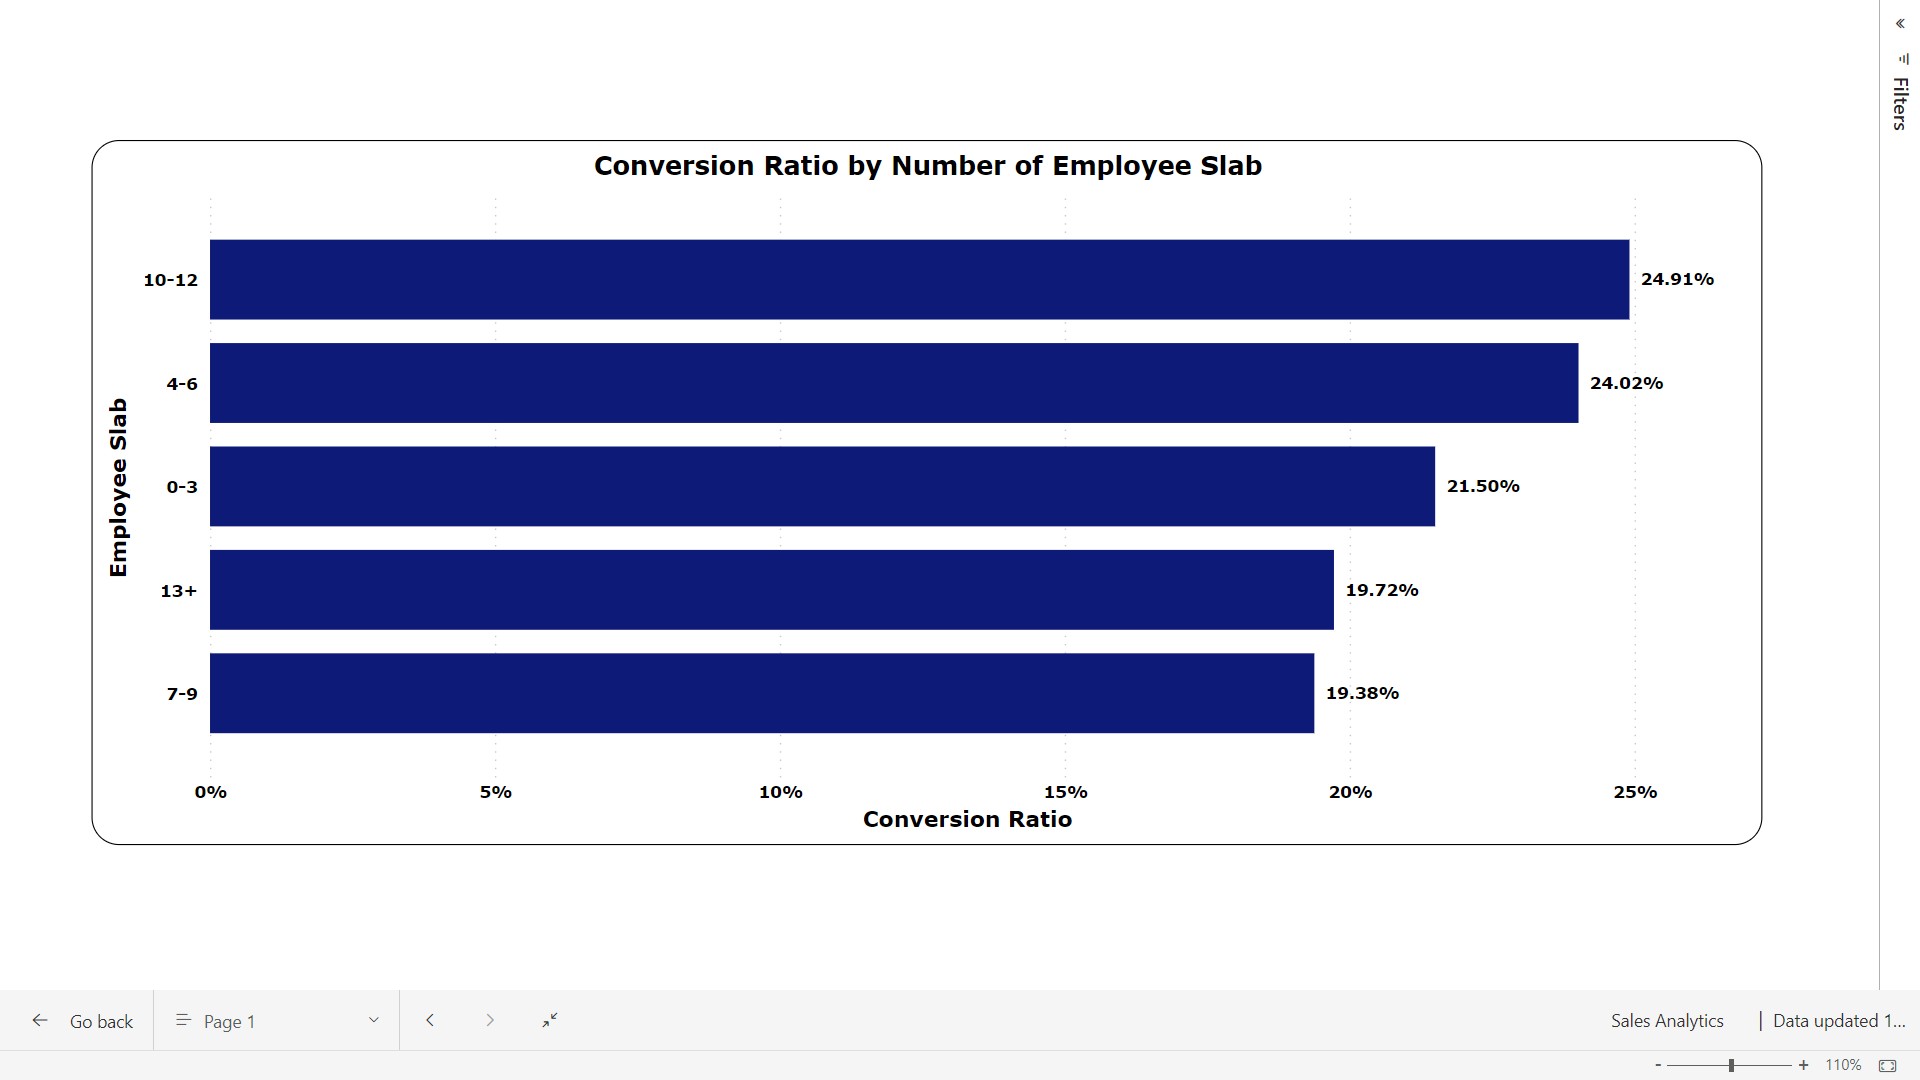 Filters
Conversion Ratio by Number of Employee Slab
Employee Slab
10-12
24.91%
4-6
24.02%
0-3
21.50%
13+
19.72%
7-9
19.38%
0%
5%
10%
15%
20%
25%
Conversion Ratio
Go back
Page 1
Sales Analytics
| Data updated 1...
-
+
110%